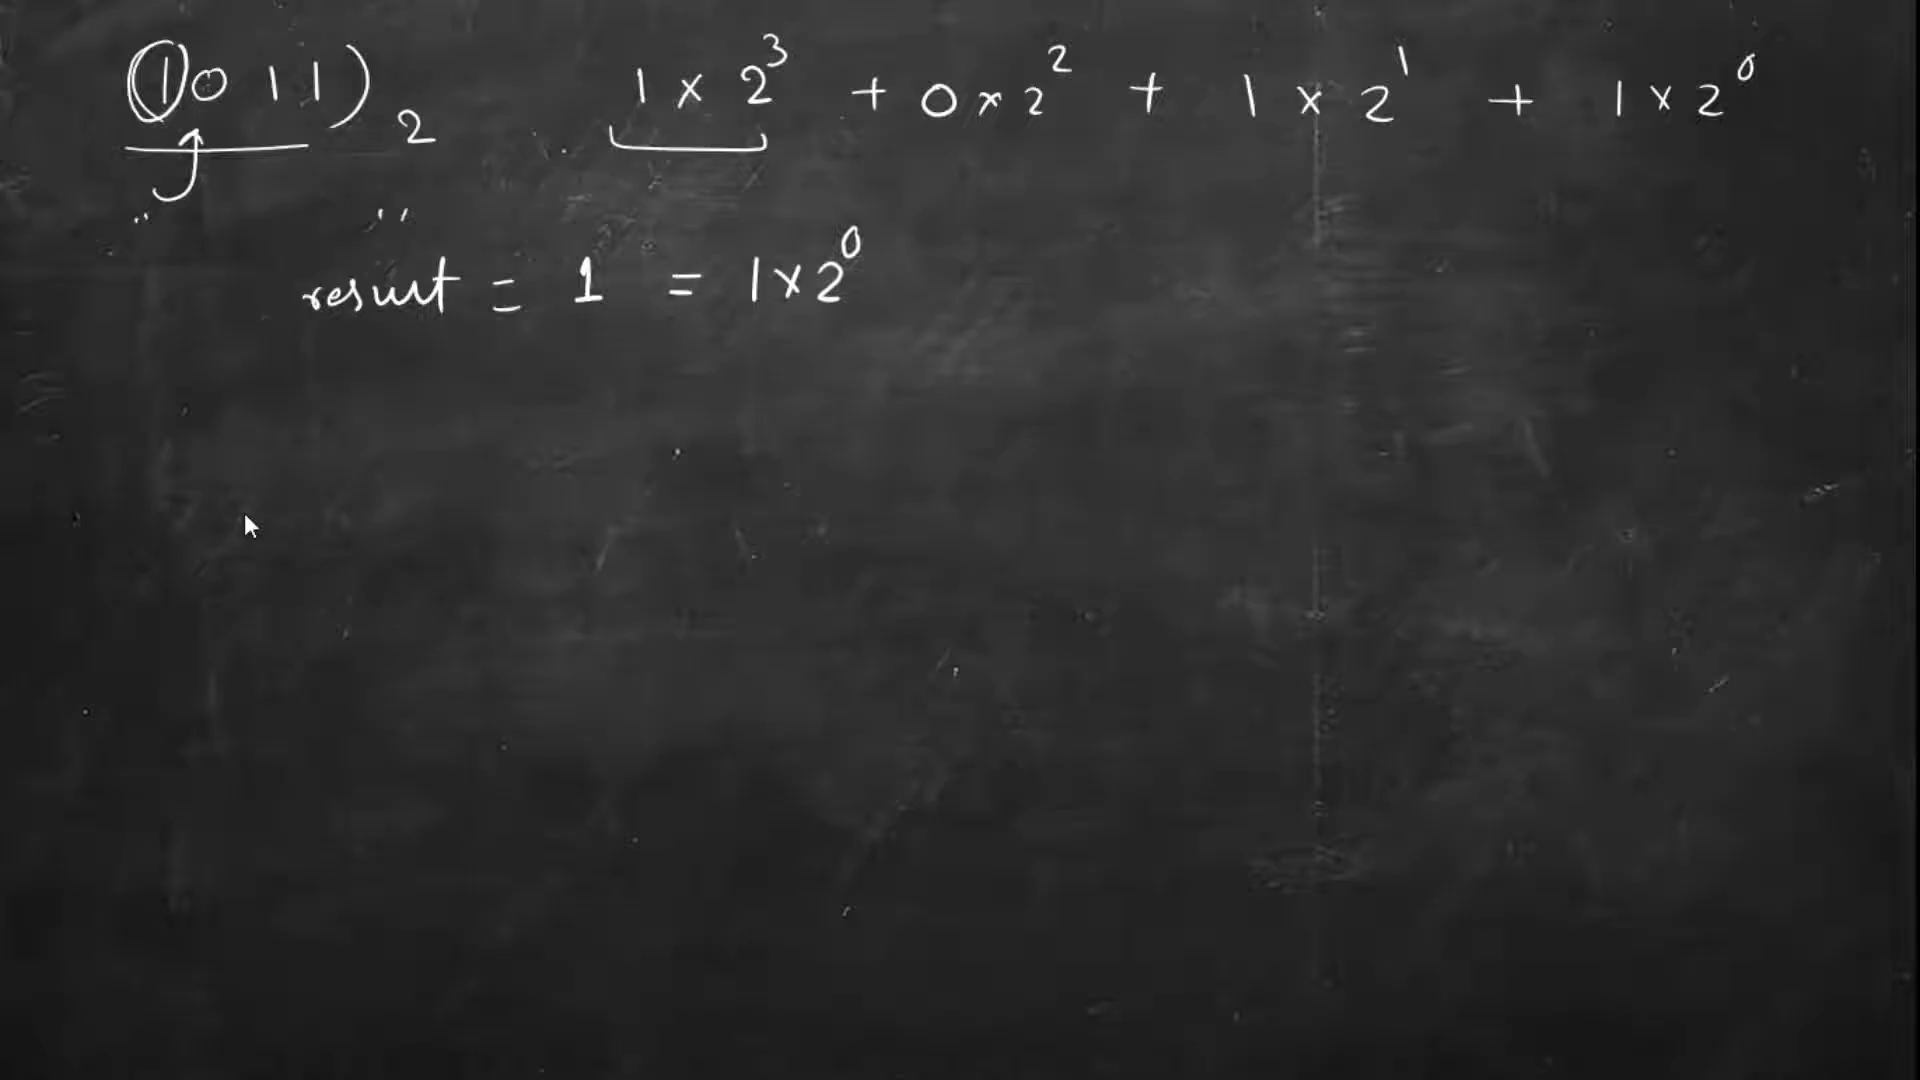 (1011)₂ 1 × 2³ + 0 × 2² + 1 × 2¹ + 1 × 2⁰
result = 1 = 1 × 2⁰